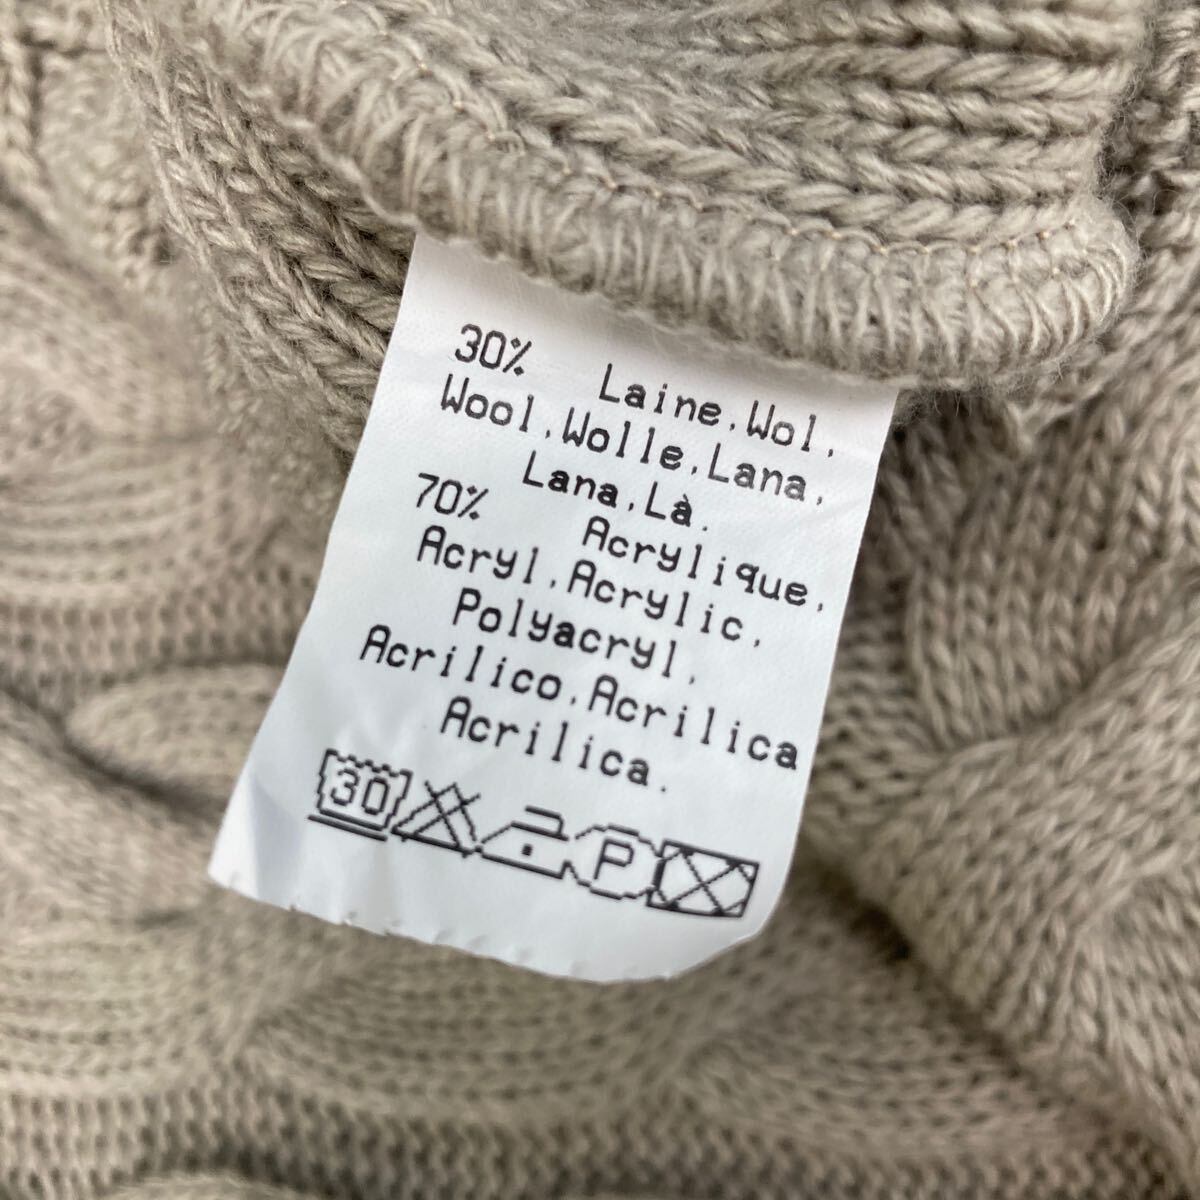 30% Laine,Wol,
Wool,Wolle,Lana,
Lana,Là.
70% Acrylique,
Acryl,Acrylic,
Polyacryl,
Acrilico,Acrilica
Acrilica.
30 P